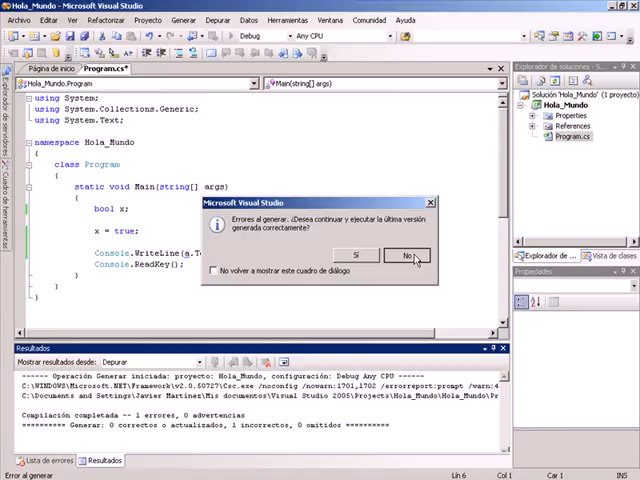 Hola_Mundo - Microsoft Visual Studio
Archivo Editar Ver Refactorizar Proyecto Generar Depurar Datos Herramientas Ventana Comunidad Ayuda
Debug Any CPU
Página de inicio Program.cs*
Hola_Mundo.Program Main(string[] args)
using System;
using System.Collections.Generic;
using System.Text;
namespace Hola_Mundo
{
class Program
{
static void Main(string[] args)
{
bool x;
x = true;
Console.WriteLine(a.To
Console.ReadKey();
}
}
}
Explorador de servidores
Cuadro de herramientas
Microsoft Visual Studio
Errores al generar. ¿Desea continuar y ejecutar la última versión
generada correctamente?
Sí No
No volver a mostrar este cuadro de diálogo
Explorador de soluciones
Solución 'Hola_Mundo' (1 proyecto)
Hola_Mundo
Properties
References
Program.cs
Explorador de... Vista de clases
Propiedades
Resultados
Mostrar resultados desde: Depurar
------ Operación Generar iniciada: proyecto: Hola_Mundo, configuración: Debug Any CPU
C:\WINDOWS\Microsoft.NET\Framework\v2.0.50727\Csc.exe /noconfig /nowarn:1701,1702 /errorreport:prompt /warn:4
C:\Documents and Settings\Javier Martinez\Mis documentos\Visual Studio 2005\Projects\Hola_Mundo\Hola_Mundo\Pr
Compilación completada -- 1 errores, 0 advertencias
========== Generar: 0 correctos o actualizados, 1 incorrectos, 0 omitidos ==========
Lista de errores Resultados
Error al generar Lín 6 Col 1 Car 1 INS